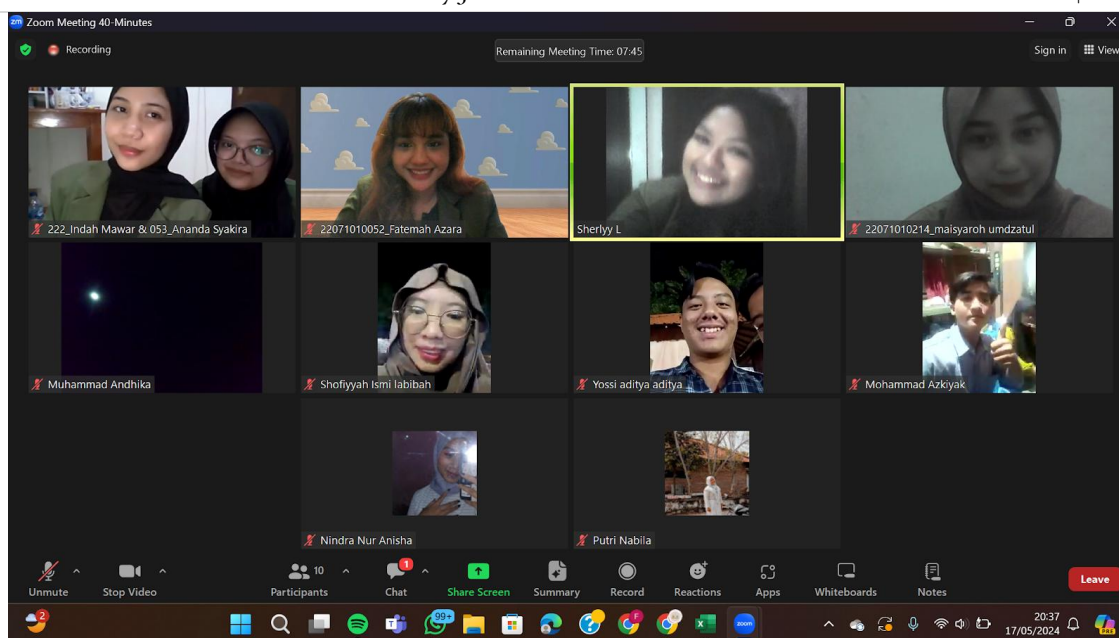 Zoom Meeting 40-Minutes
Recording
Remaining Meeting Time: 07:45
Sign in
View
222_Indah Mawar & 053_Ananda Syakira
22071010052_Fatemah Azara
Sherlyy L
22071010214_maisyaroh umdzatul
Muhammad Andhika
Shofiyyah Ismi labibah
Yossi aditya aditya
Mohammad Azkiyak
Nindra Nur Anisha
Putri Nabila
10
1
Unmute
Stop Video
Participants
Chat
Share Screen
Summary
Record
Reactions
Apps
Whiteboards
Notes
Leave
2
99+
zoom
20:37
17/05/2024